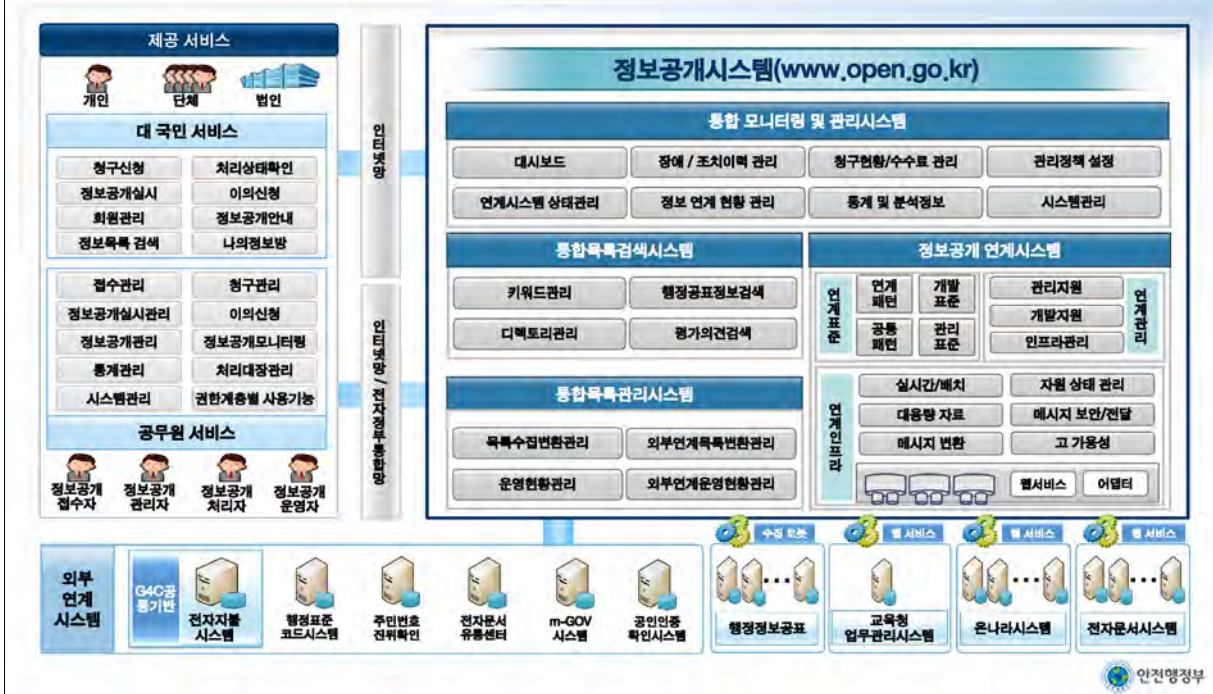 제공 서비스
개인
단체
법인
대 국민 서비스
청구신청
처리상태확인
정보공개실시
이의신청
회원관리
정보공개안내
정보목록 검색
나의정보방
접수관리
청구관리
정보공개실시관리
이의신청
정보공개관리
정보공개모니터링
통계관리
처리대장관리
시스템관리
권한계층별 사용기능
공무원 서비스
정보공개
접수자
정보공개
관리자
정보공개
처리자
정보공개
운영자
인터넷망
인터넷망 / 전자정부통합망
정보공개시스템(www.open.go.kr)
통합 모니터링 및 관리시스템
대시보드
장애 / 조치이력 관리
청구현황/수수료 관리
관리정책 설정
연계시스템 상태관리
정보 연계 현황 관리
통계 및 분석정보
시스템관리
통합목록검색시스템
키워드관리
행정공표정보검색
디렉토리관리
평가의견검색
통합목록관리시스템
목록수집변환관리
외부연계목록변환관리
운영현황관리
외부연계운영현황관리
정보공개 연계시스템
연계표준
연계
패턴
개발
표준
공통
패턴
관리
표준
관리지원
개발지원
인프라관리
연계관리
연계인프라
실시간/배치
자원 상태 관리
대용량 자료
메시지 보안/전달
메시지 변환
고 가용성
웹서비스
어댑터
외부
연계
시스템
G4C공
통기반
전자지불
시스템
행정표준
코드시스템
주민번호
진위확인
전자문서
유통센터
m-GOV
시스템
공인인증
확인시스템
수집 로봇
행정정보공표
웹 서비스
교육청
업무관리시스템
웹 서비스
온나라시스템
웹 서비스
전자문서시스템
안전행정부